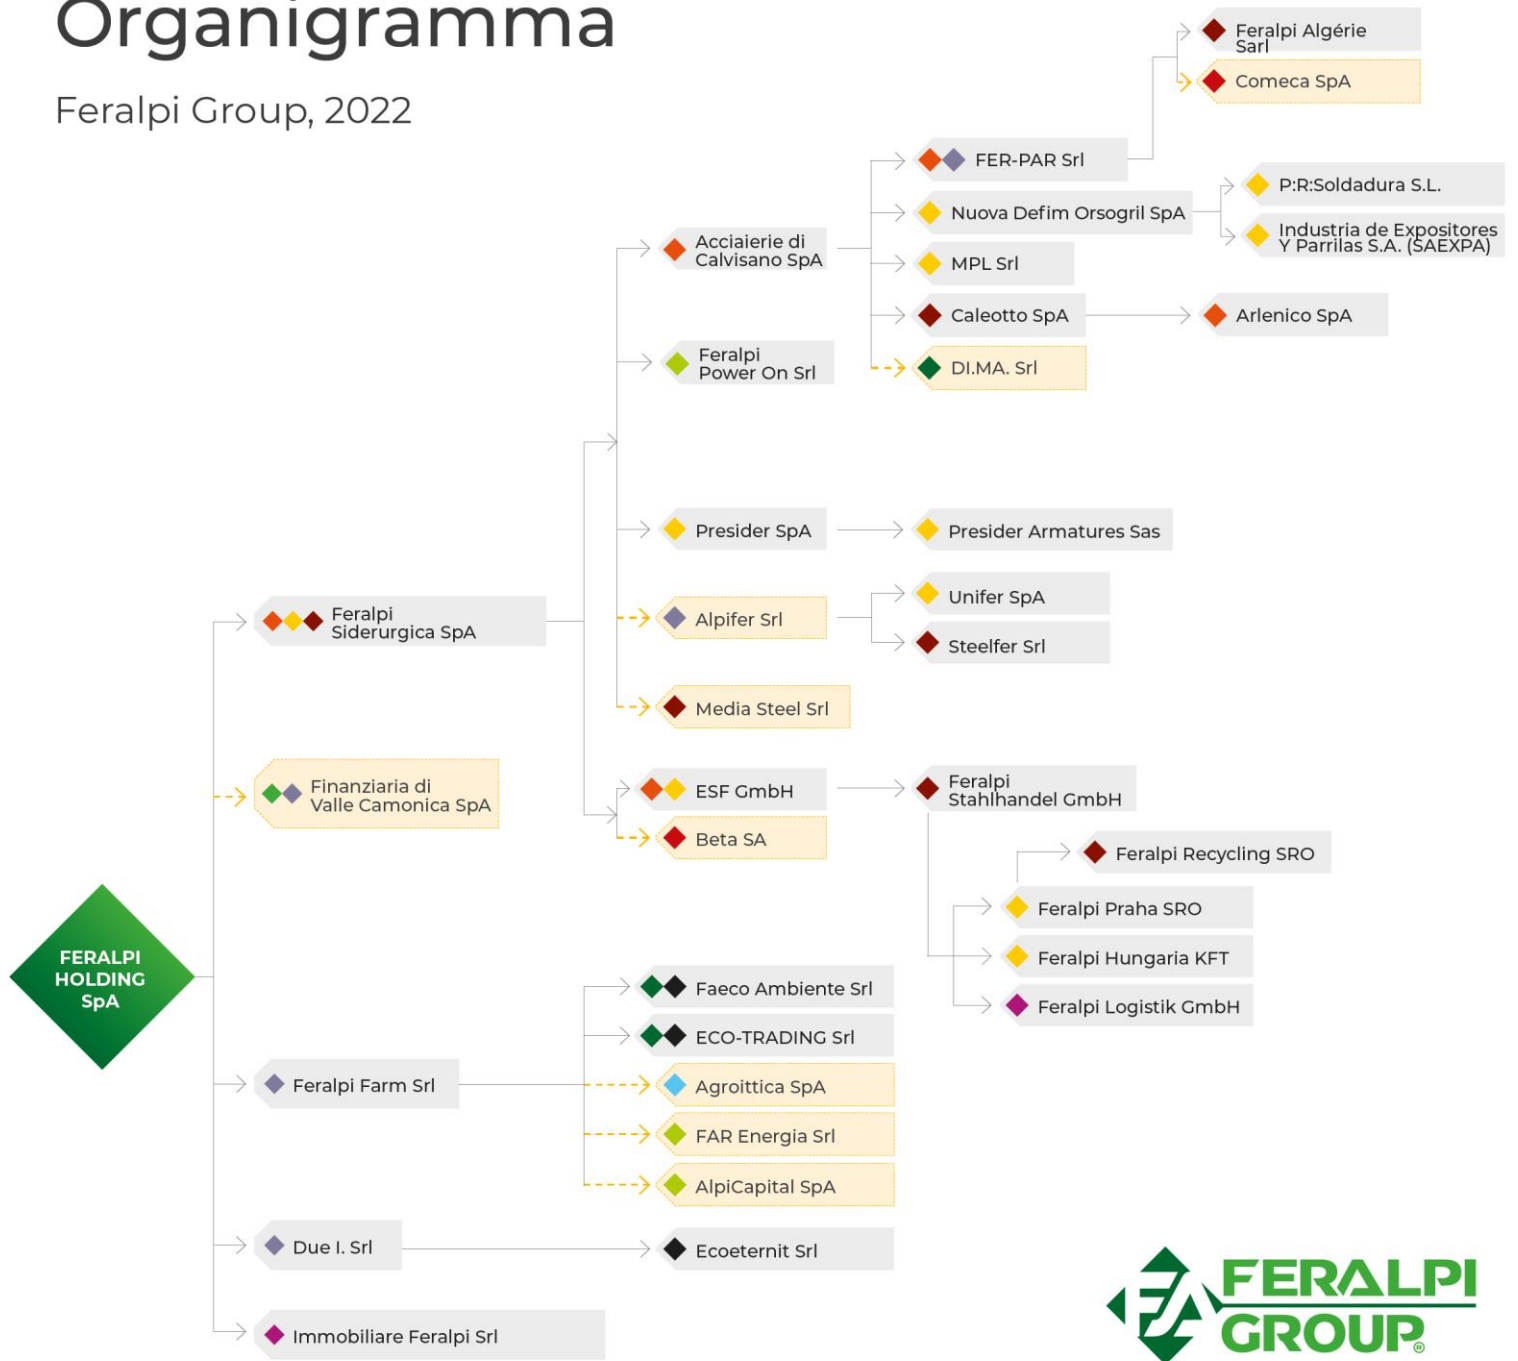 Organigramma
Feralpi Group, 2022
Feralpi Algérie
Sarl
Comeca SpA
FER-PAR Srl
P:R:Soldadura S.L.
Nuova Defim Orsogril SpA
Industria de Expositores
Y Parrilas S.A. (SAEXPA)
Acciaierie di
Calvisano SpA
MPL Srl
Caleotto SpA
Arlenico SpA
Feralpi
Power On Srl
DI.MA. Srl
Presider SpA
Presider Armatures Sas
Unifer SpA
Feralpi
Siderurgica SpA
Alpifer Srl
Steelfer Srl
Media Steel Srl
Finanziaria di
Valle Camonica SpA
ESF GmbH
Feralpi
Stahlhandel GmbH
Beta SA
Feralpi Recycling SRO
Feralpi Praha SRO
Feralpi Hungaria KFT
Feralpi Logistik GmbH
FERALPI
HOLDING
SpA
Faeco Ambiente Srl
ECO-TRADING Srl
Feralpi Farm Srl
Agroittica SpA
FAR Energia Srl
AlpiCapital SpA
Due I. Srl
Ecoeternit Srl
Immobiliare Feralpi Srl
FERALPI
GROUP®